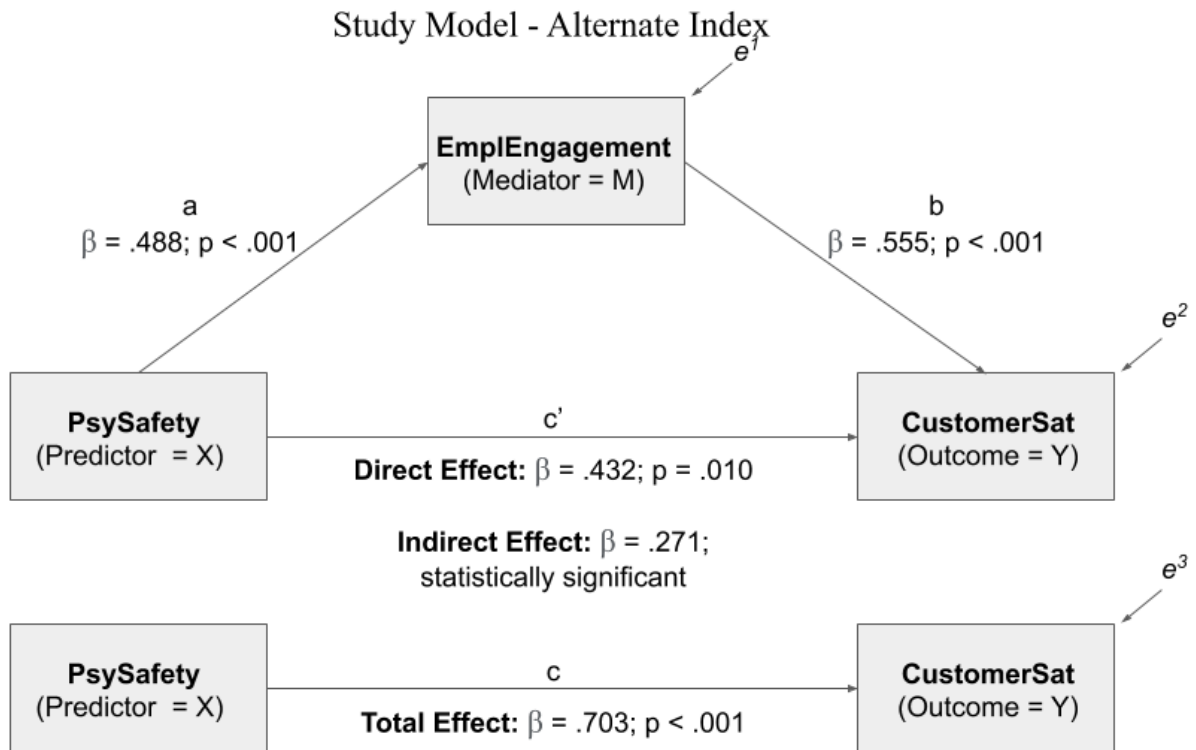 Study Model - Alternate Index
e1
EmplEngagement
(Mediator = M)
a
β = .488; p < .001
b
β = .555; p < .001
e2
PsySafety
(Predictor = X)
c’
Direct Effect: β = .432; p = .010
CustomerSat
(Outcome = Y)
Indirect Effect: β = .271;
statistically significant
e3
PsySafety
(Predictor = X)
c
Total Effect: β = .703; p < .001
CustomerSat
(Outcome = Y)